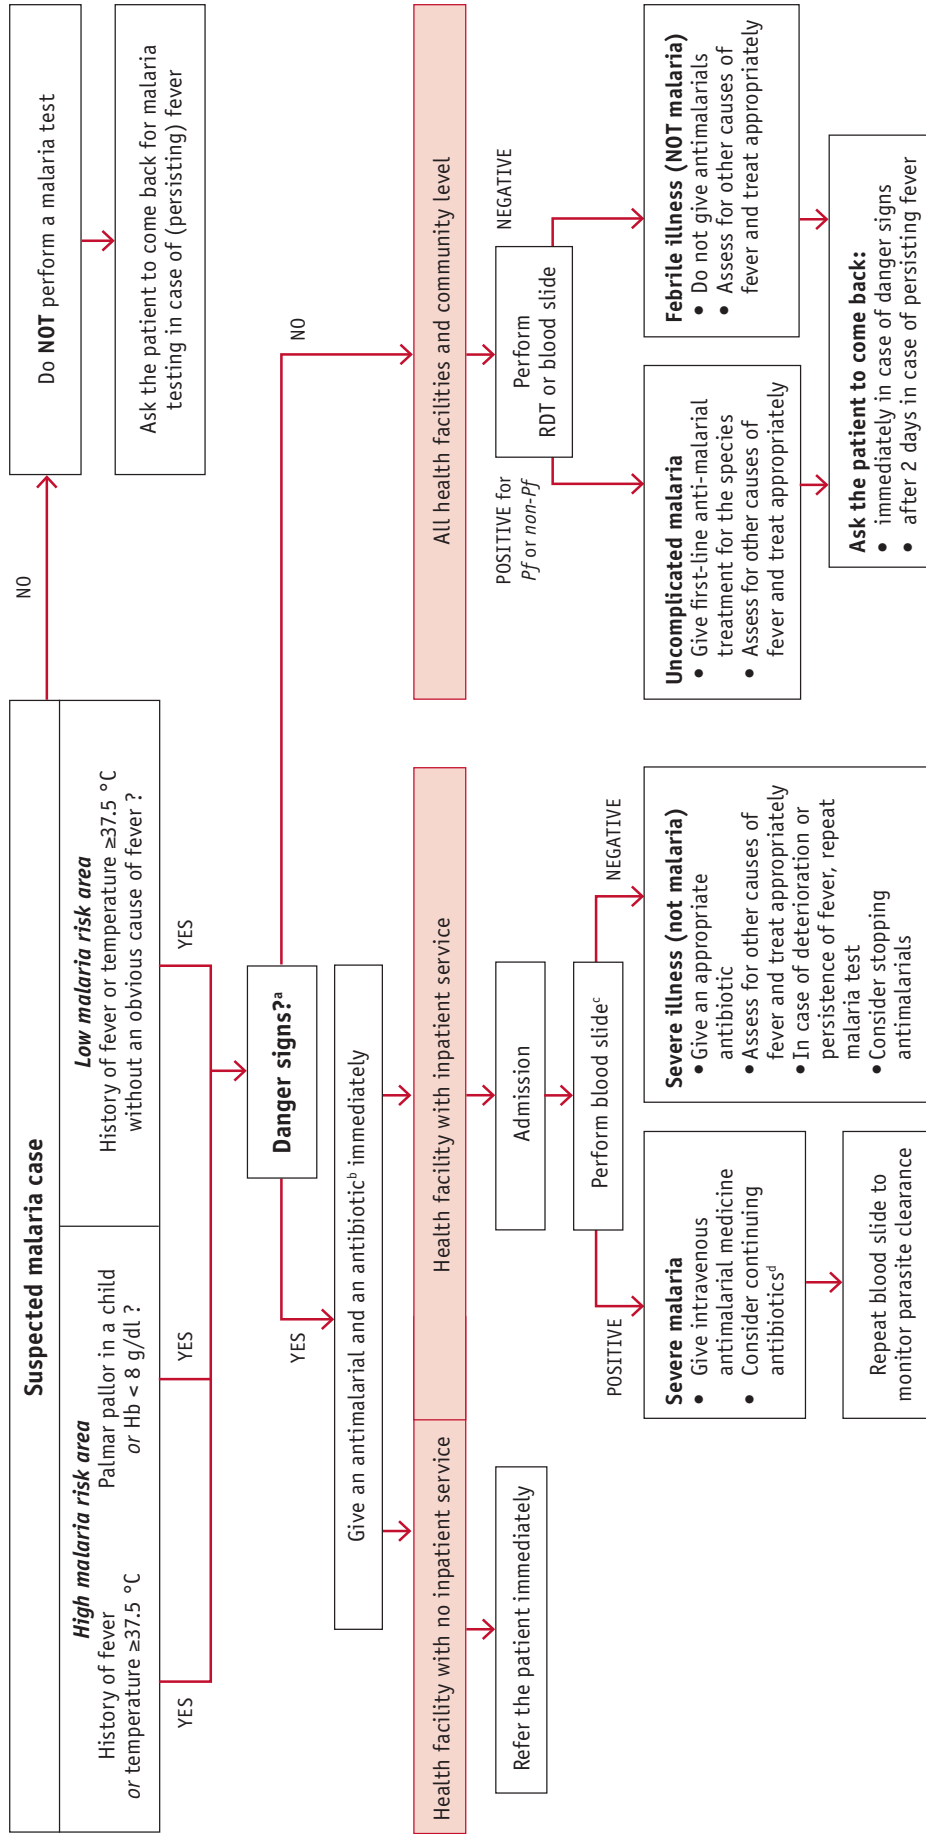 Suspected malaria case
High malaria risk area
History of fever
or temperature ≥37.5 °C
Palmar pallor in a child
or Hb < 8 g/dl ?
Low malaria risk area
History of fever or temperature ≥37.5 °C
without an obvious cause of fever ?
NO
Do NOT perform a malaria test
Ask the patient to come back for malaria
testing in case of (persisting) fever
YES
YES
YES
Danger signs?a
YES
NO
Give an antimalarial and an antibioticb immediately
Health facility with no inpatient service
Health facility with inpatient service
All health facilities and community level
Refer the patient immediately
Admission
Perform blood slidec
POSITIVE
NEGATIVE
Severe malaria
• Give intravenous
antimalarial medicine
• Consider continuing
antibioticsd
Repeat blood slide to
monitor parasite clearance
Severe illness (not malaria)
• Give an appropriate
antibiotic
• Assess for other causes of
fever and treat appropriately
• In case of deterioration or
persistence of fever, repeat
malaria test
• Consider stopping
antimalarials
Perform
RDT or blood slide
POSITIVE for
Pf or non-Pf
NEGATIVE
Uncomplicated malaria
• Give first-line anti-malarial
treatment for the species
• Assess for other causes of
fever and treat appropriately
Febrile illness (NOT malaria)
• Do not give antimalarials
• Assess for other causes of
fever and treat appropriately
Ask the patient to come back:
• immediately in case of danger signs
• after 2 days in case of persisting fever